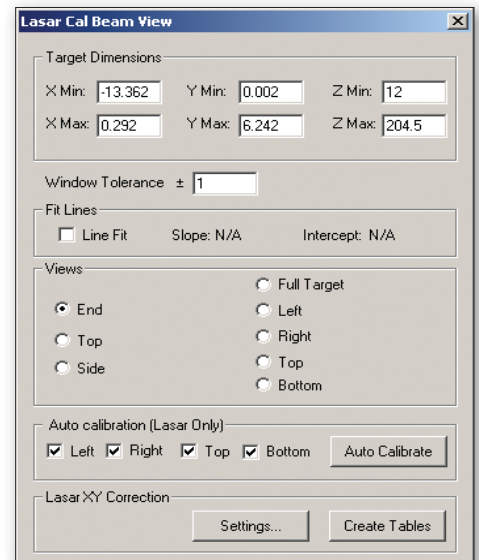 Lasar Cal Beam View
Target Dimensions
X Min: -13.362 Y Min: 0.002 Z Min: 12
X Max: 0.292 Y Max: 6.242 Z Max: 204.5
Window Tolerance ± 1
Fit Lines
Line Fit Slope: N/A Intercept: N/A
Views
End
Top
Side
Full Target
Left
Right
Top
Bottom
Auto calibration (Lasar Only)
Left Right Top Bottom Auto Calibrate
Lasar XY Correction
Settings... Create Tables